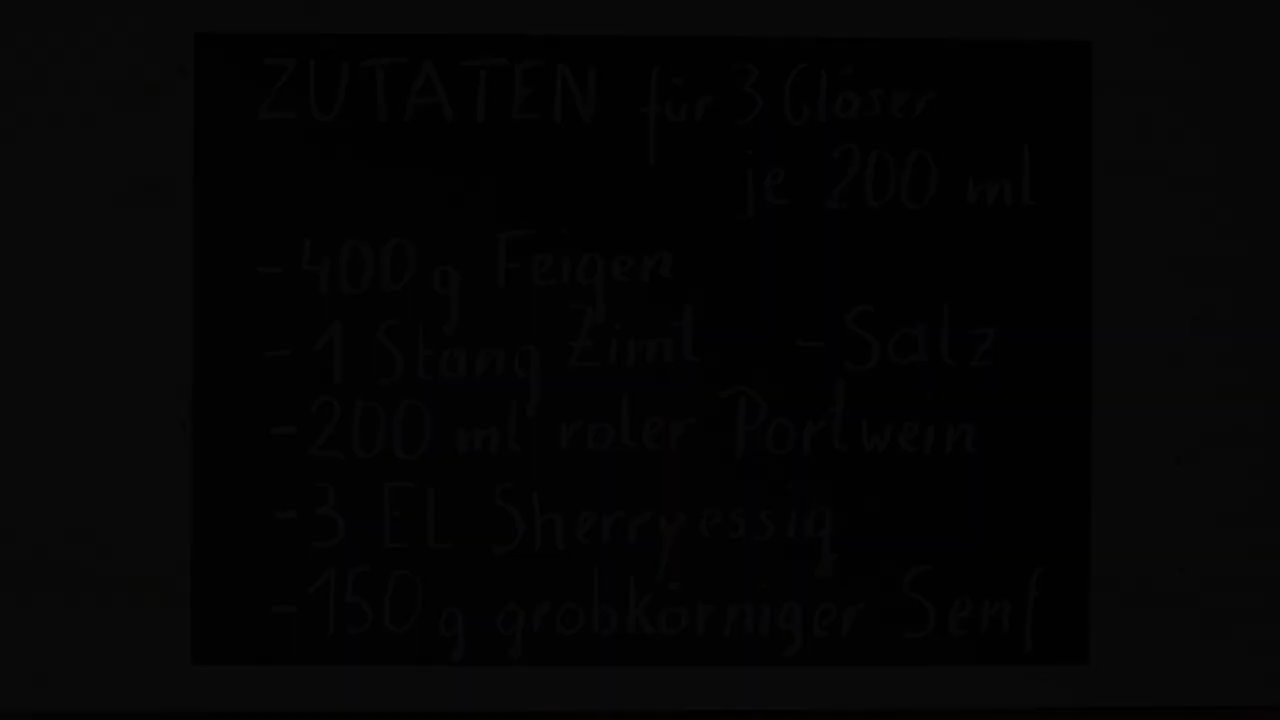 ZUTATEN für 3 Gläser
je 200 ml
- 400 g Feigen
- 1 Stang Zimt - Salz
- 200 ml roter Portwein
- 3 EL Sherryessig
- 150 g grobkörniger Senf